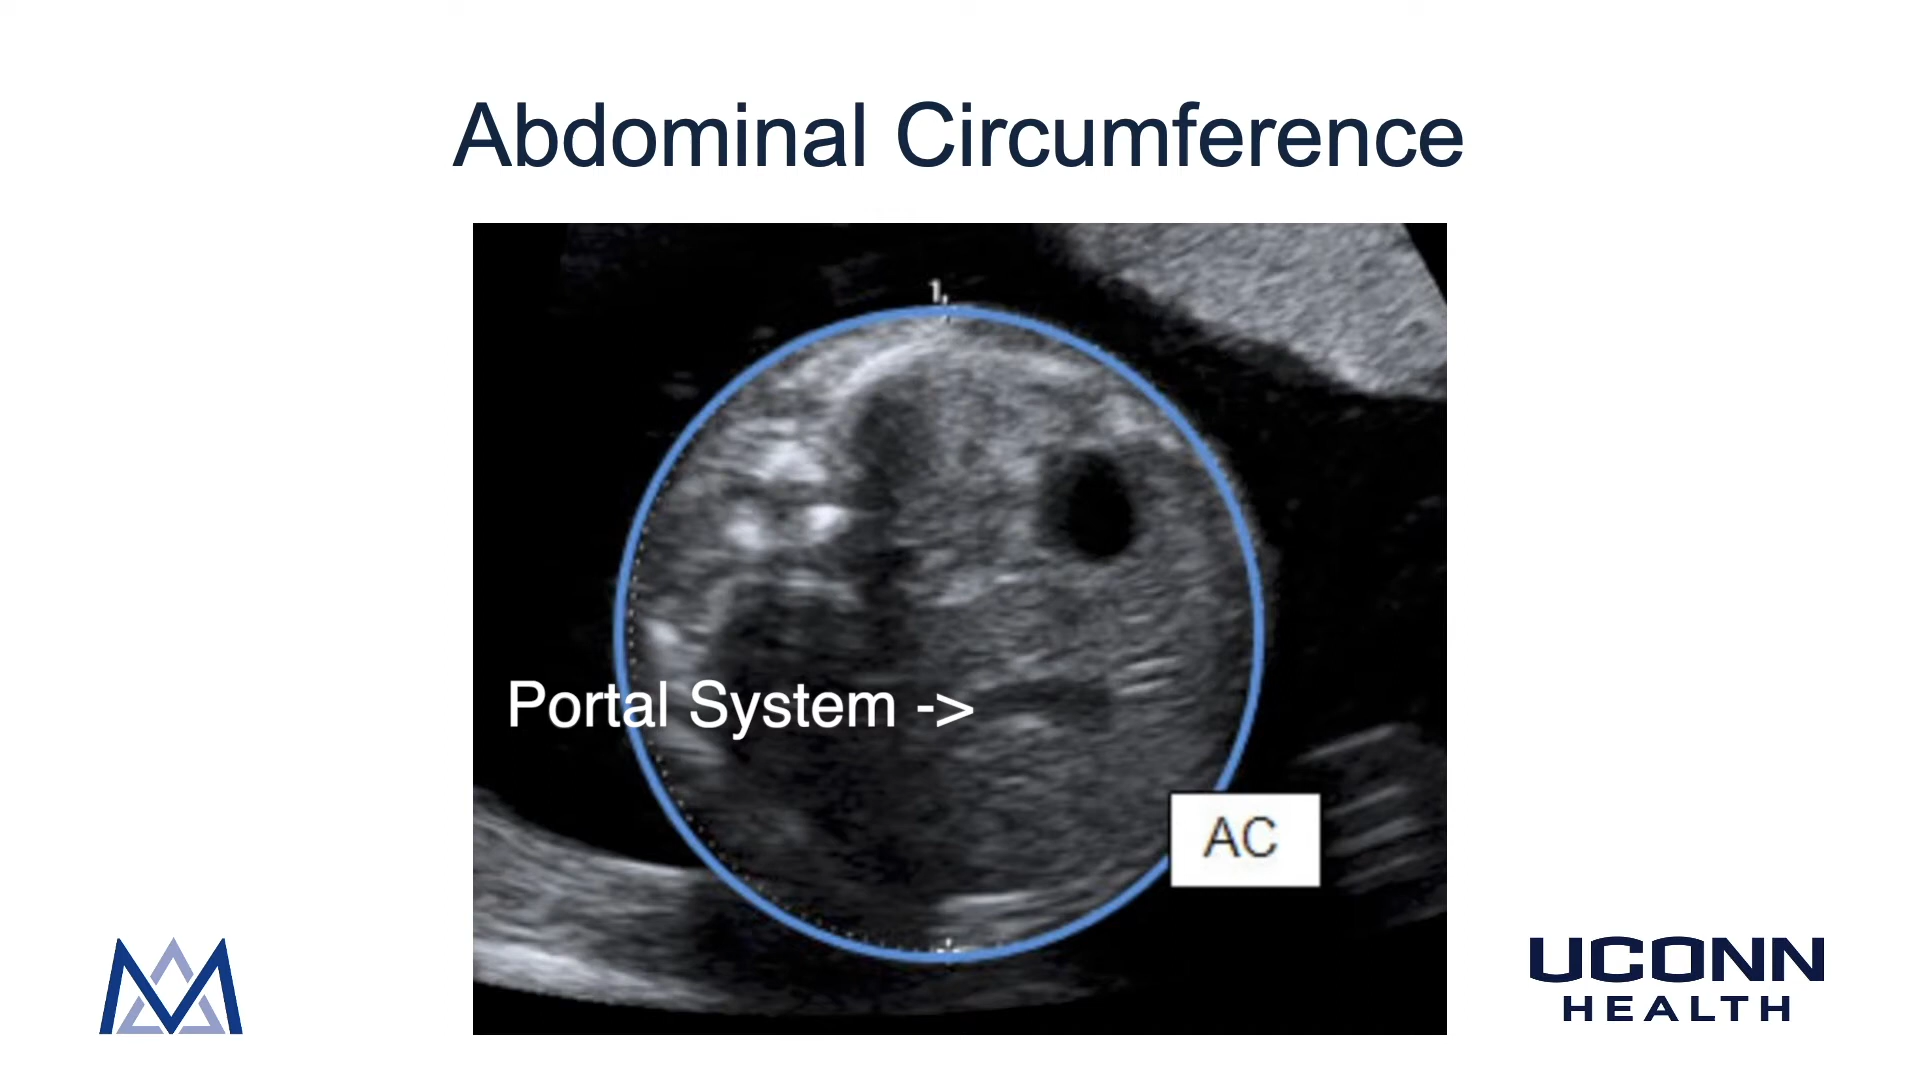 Abdominal Circumference
1
Portal System ->
AC
UCONN
HEALTH